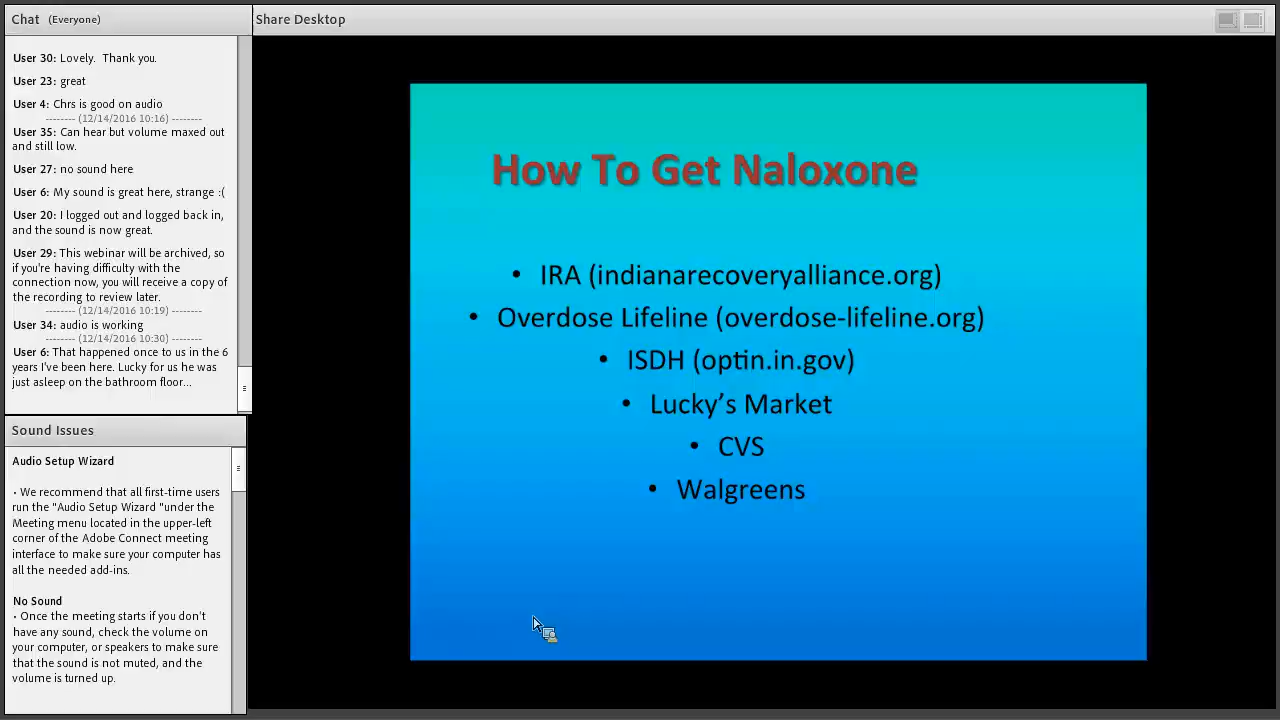 Chat (Everyone)
User 30: Lovely. Thank you.
User 23: great
User 4: Chrs is good on audio
-------- (12/14/2016 10:16) --------
User 35: Can hear but volume maxed out
and still low.
User 27: no sound here
User 6: My sound is great here, strange :(
User 20: I logged out and logged back in,
and the sound is now great.
User 29: This webinar will be archived, so
if you're having difficulty with the
connection now, you will receive a copy of
the recording to review later.
-------- (12/14/2016 10:19) --------
User 34: audio is working
-------- (12/14/2016 10:30) --------
User 6: That happened once to us in the 6
years I've been here. Lucky for us he was
just asleep on the bathroom floor...
Sound Issues
Audio Setup Wizard
• We recommend that all first-time users
run the "Audio Setup Wizard "under the
Meeting menu located in the upper-left
corner of the Adobe Connect meeting
interface to make sure your computer has
all the needed add-ins.
No Sound
• Once the meeting starts if you don't
have any sound, check the volume on
your computer, or speakers to make sure
that the sound is not muted, and the
volume is turned up.
Share Desktop
How To Get Naloxone
• IRA (indianarecoveryalliance.org)
• Overdose Lifeline (overdose-lifeline.org)
• ISDH (optin.in.gov)
• Lucky’s Market
• CVS
• Walgreens